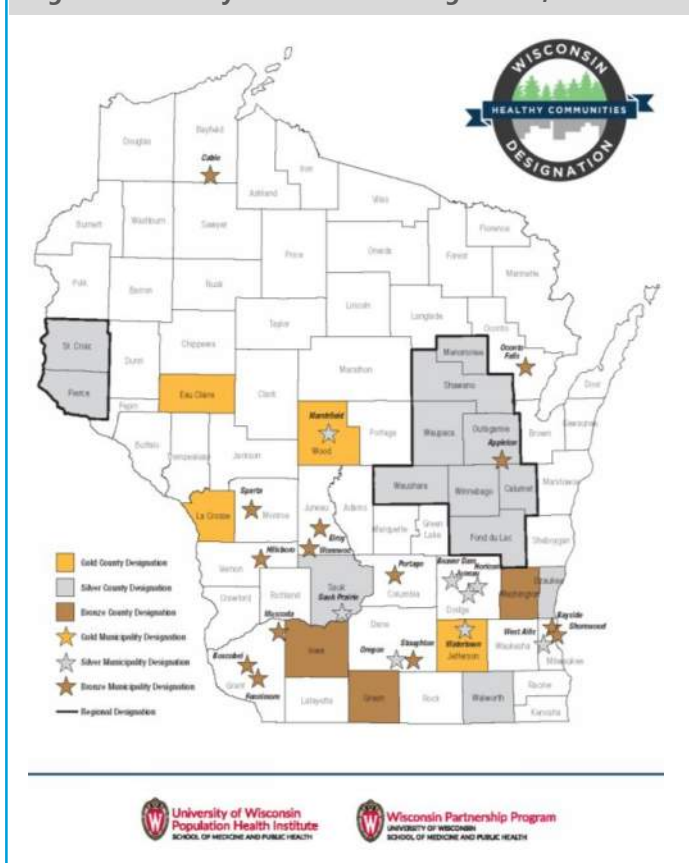 WISCONSIN
HEALTHY COMMUNITIES
DESIGNATION
Douglas
Bayfield
Cable
Iron
Ashland
Vilas
Burnett
Washburn
Sawyer
Florence
Price
Oneida
Forest
Marinette
Polk
Barron
Rusk
Lincoln
Langlade
Taylor
Oconto
St. Croix
Dunn
Chippewa
Menominee
Oconto
Falls
Marathon
Shawano
Door
Pierce
Eau Claire
Clark
Pepin
Marshfield
Wood
Portage
Waupaca
Outagamie
Appleton
Brown
Kewaunee
Buffalo
Trempealeau
Jackson
Waushara
Winnebago
Calumet
Manitowoc
Sparta
Monroe
Juneau
Adams
La Crosse
Elroy
Marquette
Green
Lake
Fond du Lac
Sheboygan
Vernon
Hillsboro
Portage
Beaver Dam
Juneau
Horicon
Crawford
Richland
Sauk
Sauk Prairie
Columbia
Dodge
Washington
Ozaukee
Muscoda
Dane
Bayside
Shorewood
West Allis
Iowa
Oregon
Stoughton
Watertown
Jefferson
Waukesha
Milwaukee
Boscobel
Grant
Fennimore
Lafayette
Green
Rock
Walworth
Racine
Kenosha
Gold County Designation
Silver County Designation
Bronze County Designation
Gold Municipality Designation
Silver Municipality Designation
Bronze Municipality Designation
Regional Designation
University of Wisconsin
Population Health Institute
SCHOOL OF MEDICINE AND PUBLIC HEALTH
Wisconsin Partnership Program
UNIVERSITY OF WISCONSIN
SCHOOL OF MEDICINE AND PUBLIC HEALTH